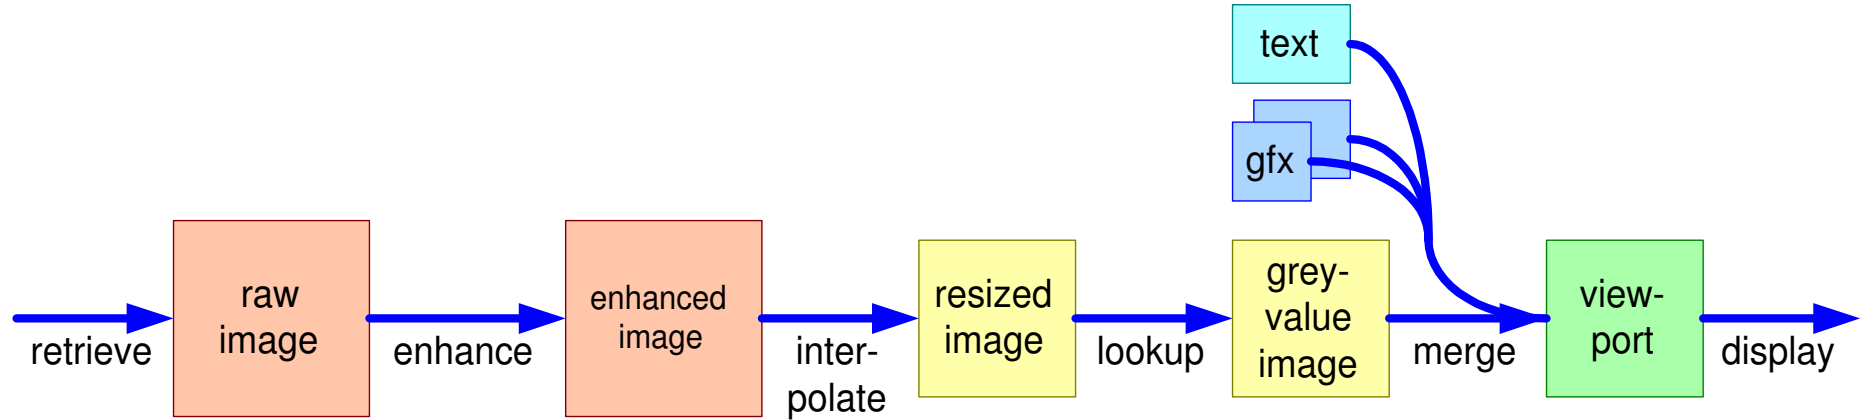 text
gfx
raw
image
enhanced
image
resized
image
grey-
value
image
view-
port
retrieve
enhance
inter-
polate
lookup
merge
display